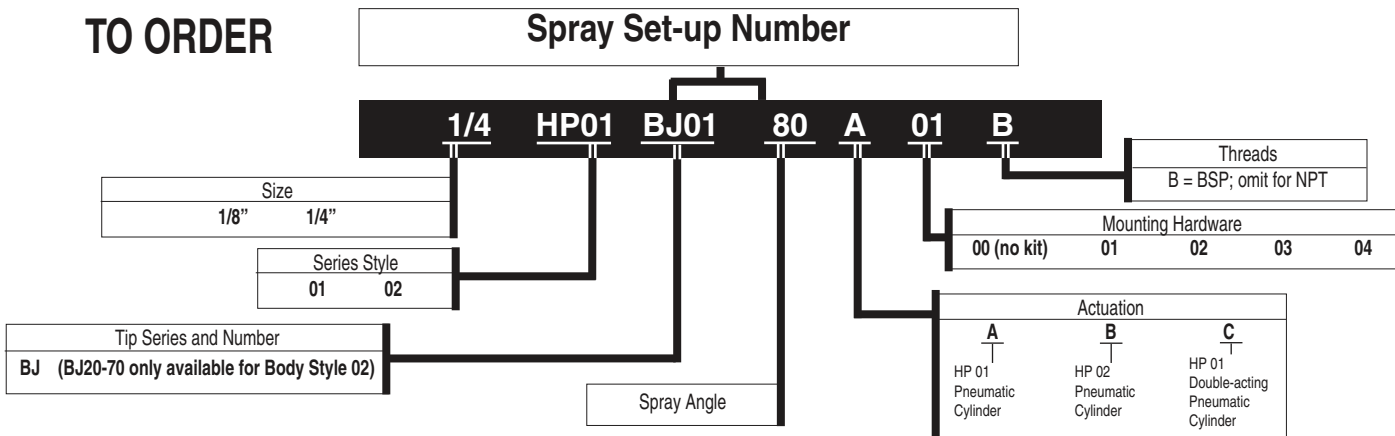 TO ORDER
Spray Set-up Number
1/4 HP01 BJ01 80 A 01 B
Threads
B = BSP; omit for NPT
Size
1/8” 1/4”
Mounting Hardware
00 (no kit) 01 02 03 04
Series Style
01 02
Actuation
A B C
HP 01
Pneumatic
Cylinder
HP 02
Pneumatic
Cylinder
HP 01
Double-acting
Pneumatic
Cylinder
Tip Series and Number
BJ (BJ20-70 only available for Body Style 02)
Spray Angle